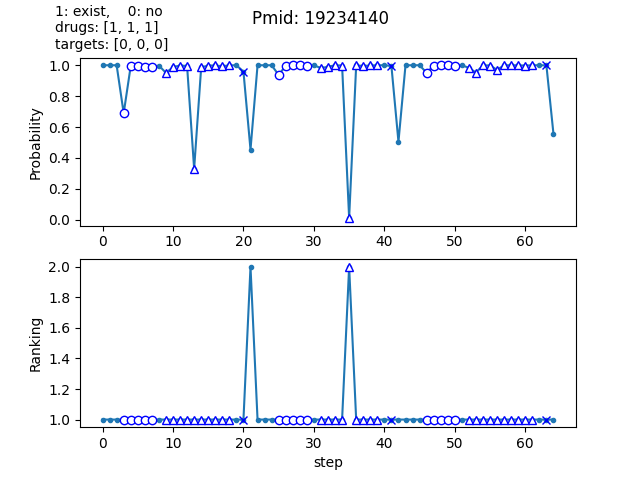 1: exist,    0: no
drugs: [1, 1, 1]
targets: [0, 0, 0]
Pmid: 19234140
1.0
0.8
0.6
0.4
0.2
0.0
Probability
0 10 20 30 40 50 60
2.0
1.8
1.6
1.4
1.2
1.0
Ranking
0 10 20 30 40 50 60
step